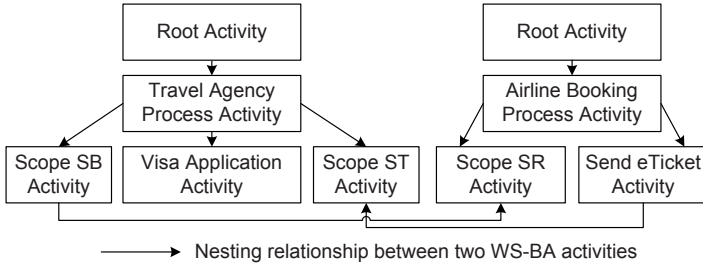 Root Activity
Root Activity
Travel Agency
Process Activity
Airline Booking
Process Activity
Scope SB
Activity
Visa Application
Activity
Scope ST
Activity
Scope SR
Activity
Send eTicket
Activity
Nesting relationship between two WS-BA activities